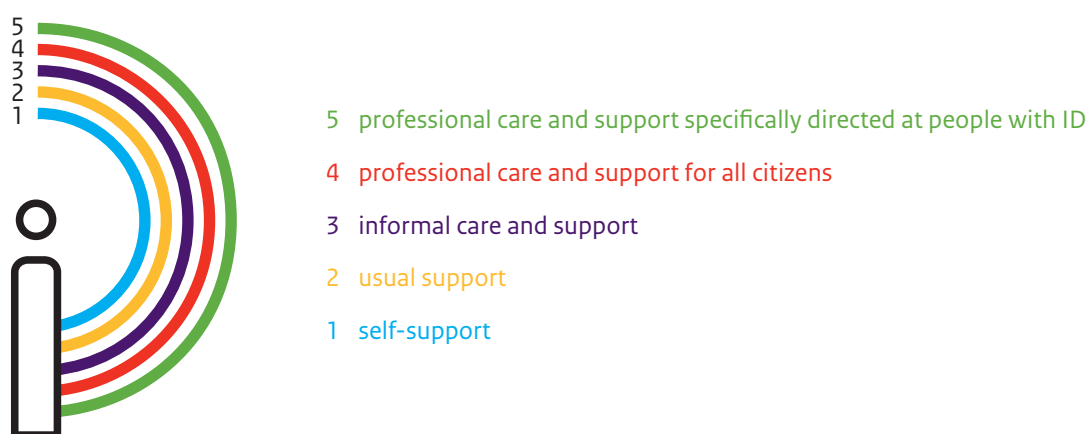 5
4
3
2
1
5 professional care and support specifically directed at people with ID
4 professional care and support for all citizens
3 informal care and support
2 usual support
1 self-support